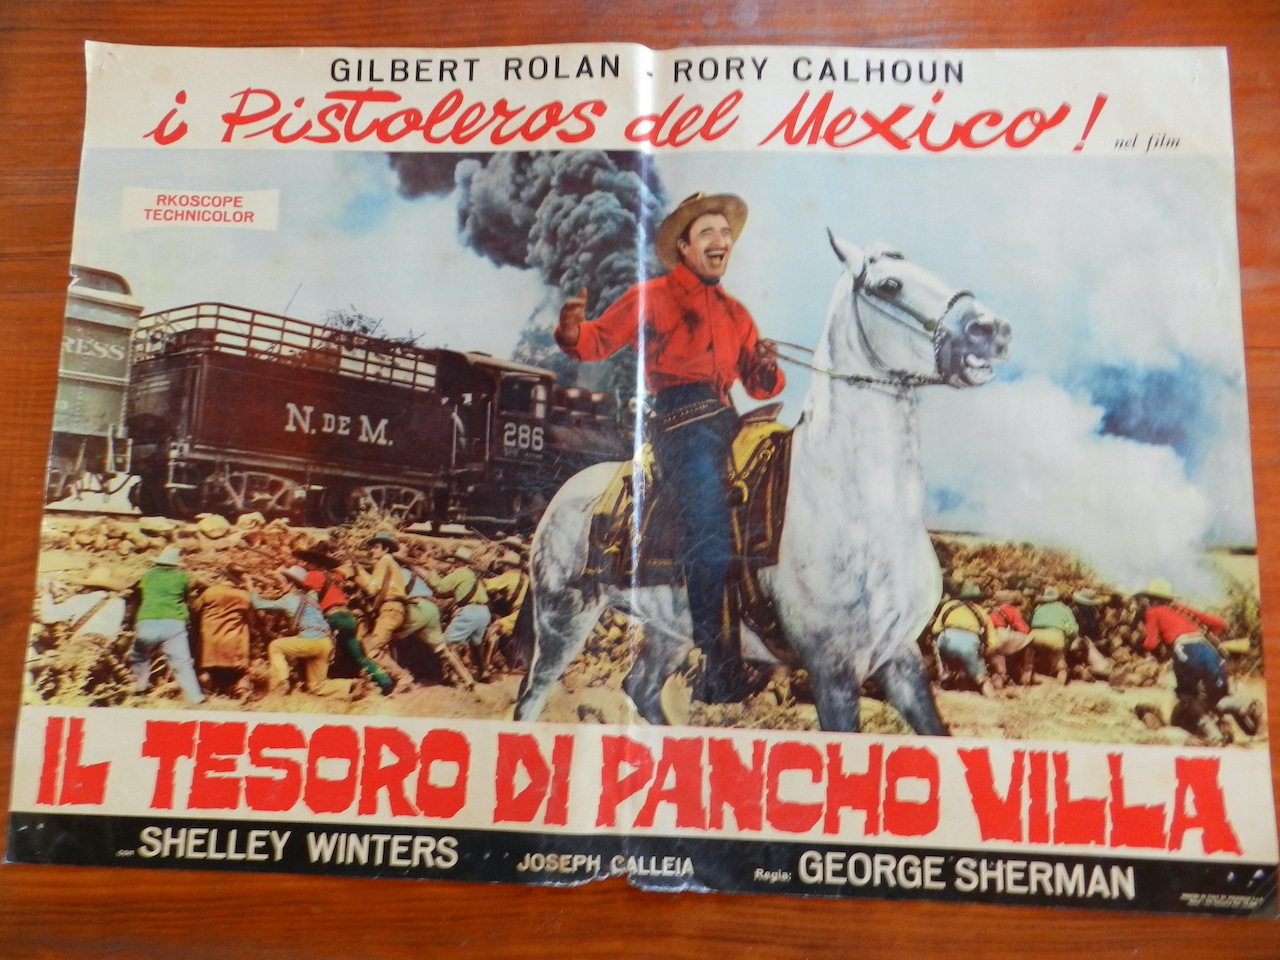 GILBERT ROLAN - RORY CALHOUN
i Pistoleros del Mexico!
nel film
RKOSCOPE
TECHNICOLOR
RESS
N. DE M.
286
IL TESORO DI PANCHO VILLA
con SHELLEY WINTERS
JOSEPH CALLEIA
Regia: GEORGE SHERMAN